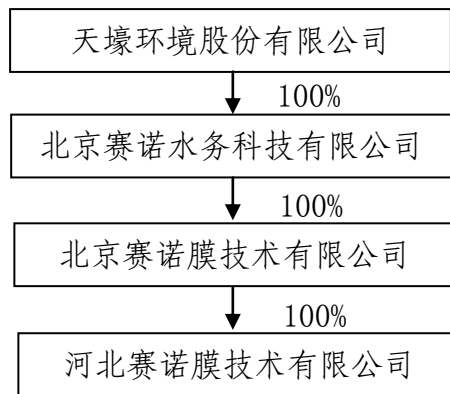 天壕环境股份有限公司
100%
北京赛诺水务科技有限公司
100%
北京赛诺膜技术有限公司
100%
河北赛诺膜技术有限公司